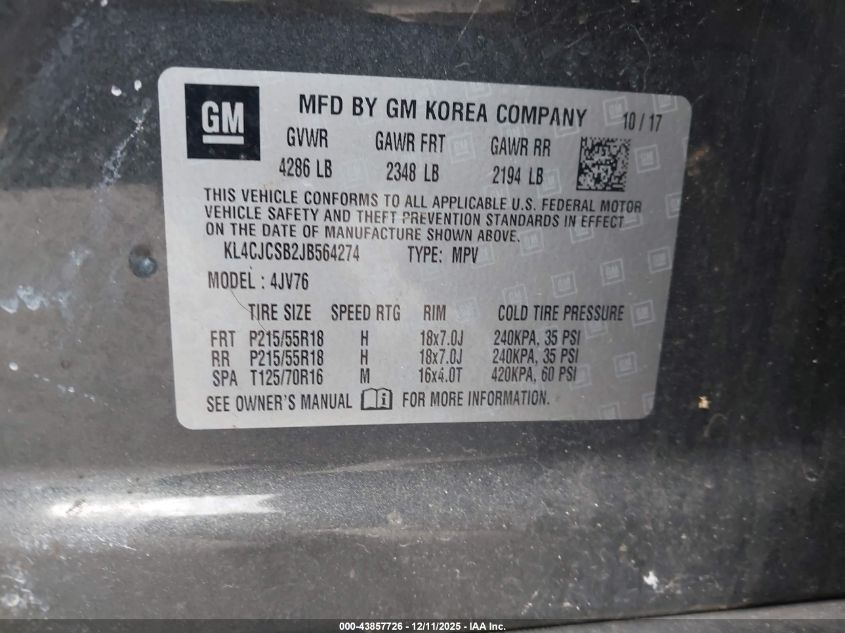 GM
MFD BY GM KOREA COMPANY 10 / 17
GVWR GAWR FRT GAWR RR
4286 LB 2348 LB 2194 LB
THIS VEHICLE CONFORMS TO ALL APPLICABLE U.S. FEDERAL MOTOR
VEHICLE SAFETY AND THEFT PREVENTION STANDARDS IN EFFECT
ON THE DATE OF MANUFACTURE SHOWN ABOVE.
KL4CJCSB2JB564274 TYPE: MPV
MODEL : 4JV76
TIRE SIZE SPEED RTG RIM COLD TIRE PRESSURE
FRT P215/55R18 H 18x7.0J 240KPA, 35 PSI
RR P215/55R18 H 18x7.0J 240KPA, 35 PSI
SPA T125/70R16 M 16x4.0T 420KPA, 60 PSI
SEE OWNER'S MANUAL i FOR MORE INFORMATION.
000-43857726 - 12/11/2025 - IAA Inc.